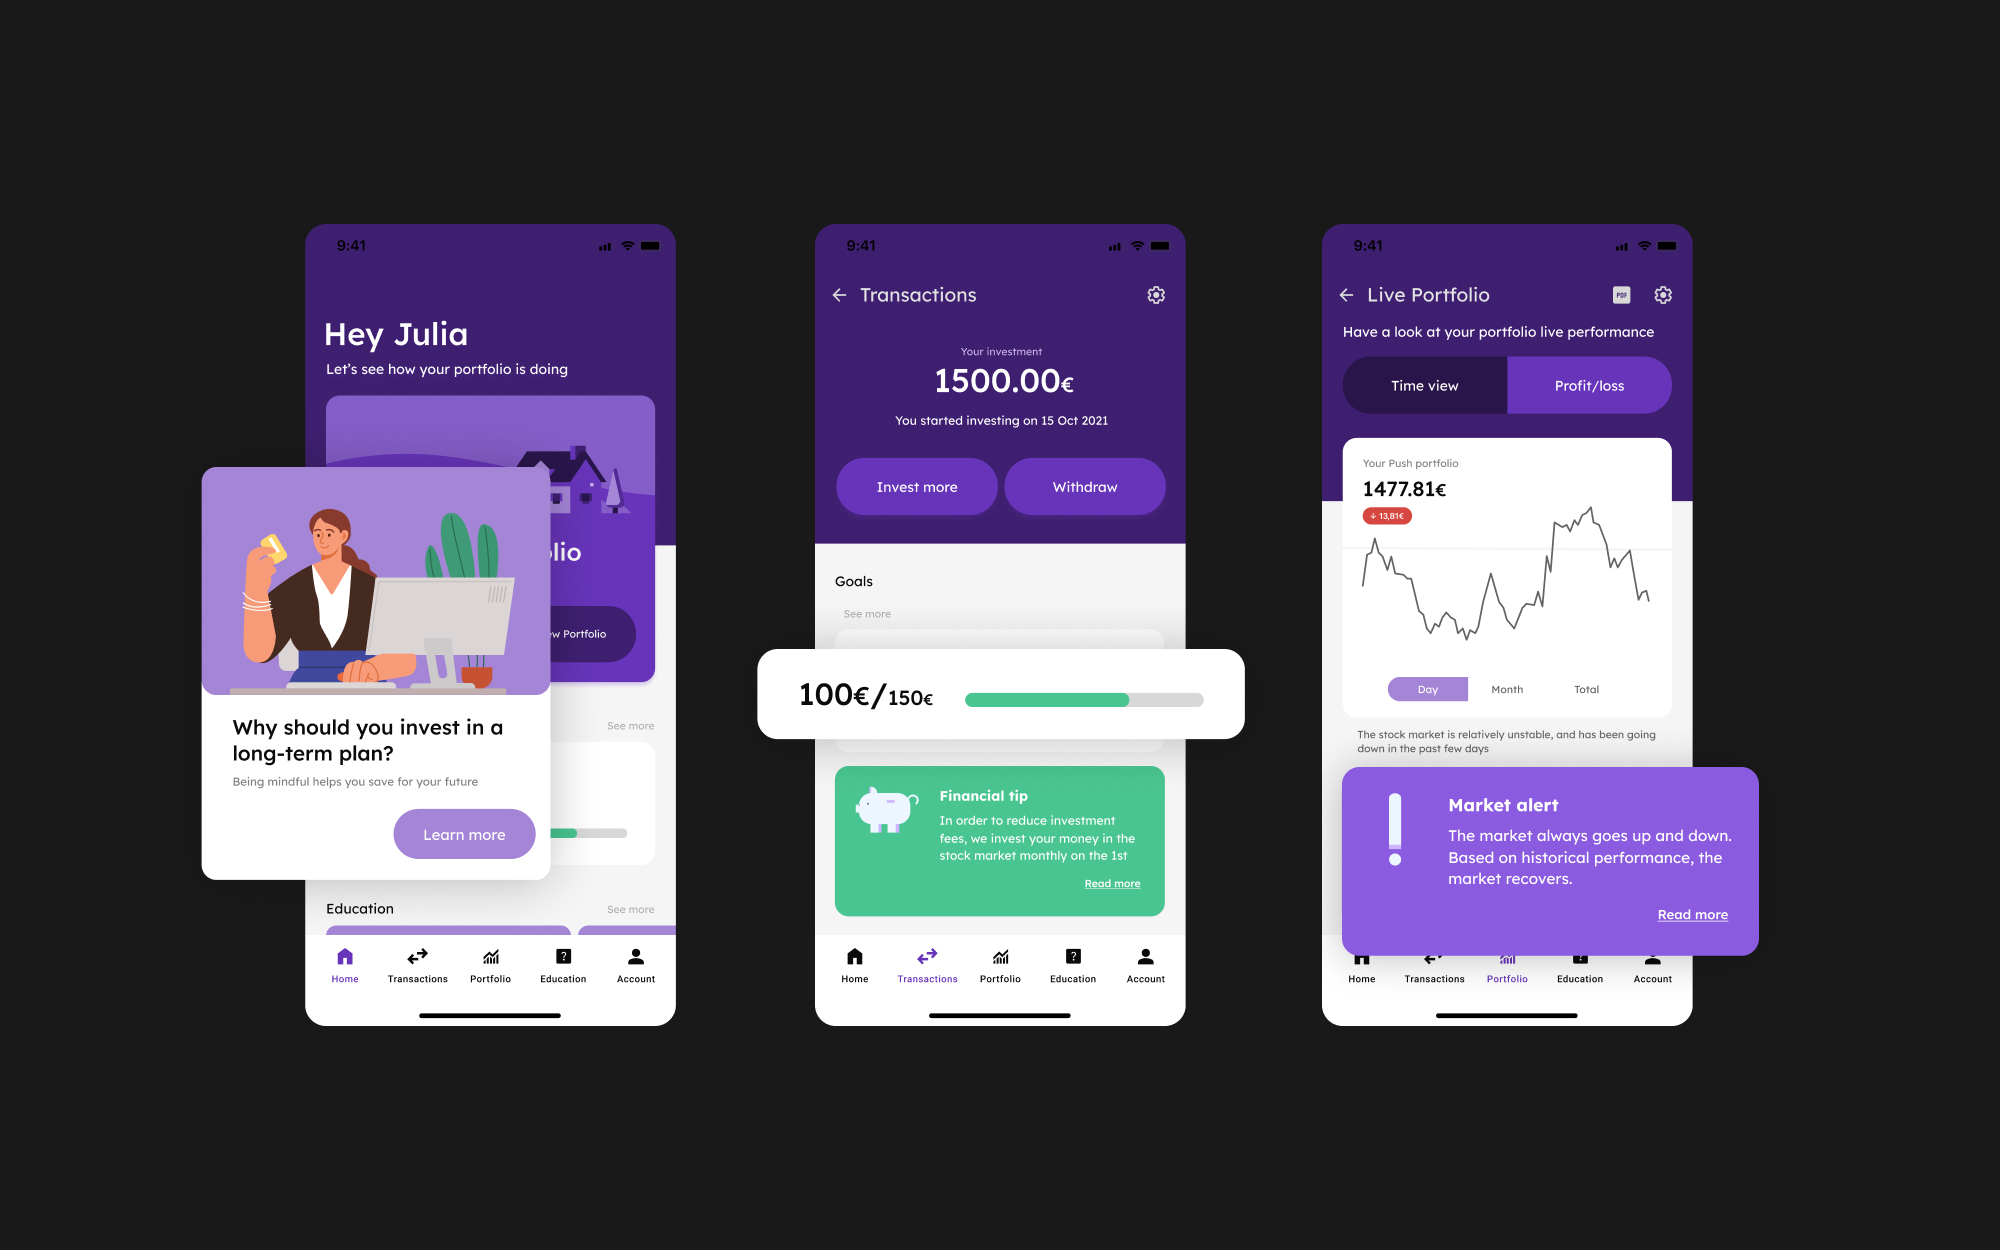 9:41
Hey Julia
Let's see how your portfolio is doing
Portfolio
See more
Why should you invest in a
long-term plan?
Being mindful helps you save for your future
Learn more
Education
See more
Home
Transactions
Portfolio
Education
Account
9:41
Transactions
Your investment
1500.00€
You started investing on 15 Oct 2021
Invest more
Withdraw
Goals
See more
100€/150€
Financial tip
In order to reduce investment
fees, we invest your money in the
stock market monthly on the 1st
Read more
Home
Transactions
Portfolio
Education
Account
9:41
Live Portfolio
PDF
Have a look at your portfolio live performance
Time view
Profit/loss
Your Push portfolio
1477.81€
↓ 13,81€
Day
Month
Total
The stock market is relatively unstable, and has been going
down in the past few days
Market alert
The market always goes up and down.
Based on historical performance, the
market recovers.
Read more
Home
Transactions
Portfolio
Education
Account